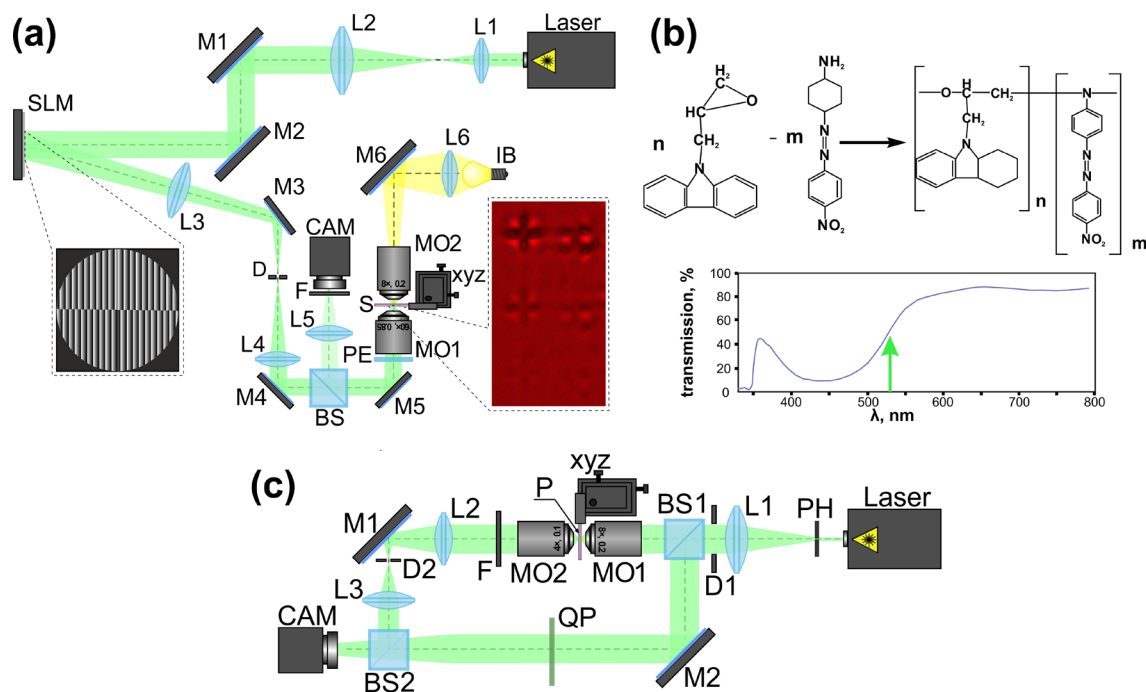 (a)
M1
L2
L1
Laser
SLM
M2
L3
M3
M6
L6
IB
CAM
MO2
8×, 0.2
xyz
D
F
S
L5
60×, 0.85
MO1
PE
L4
M4
BS
M5
(b)
H2
C
O
CH2
N
n
–
m
NH2
N
N
NO2
O
H
C
CH2
CH2
N
n
N
N
N
NO2
m
transmission, %
100
80
60
40
20
0
400
500
600
700
800
λ, nm
(c)
xyz
P
BS1
L1
PH
Laser
M1
L2
4×, 0.1
8×, 0.2
F
MO2
MO1
D1
D2
L3
CAM
QP
BS2
M2